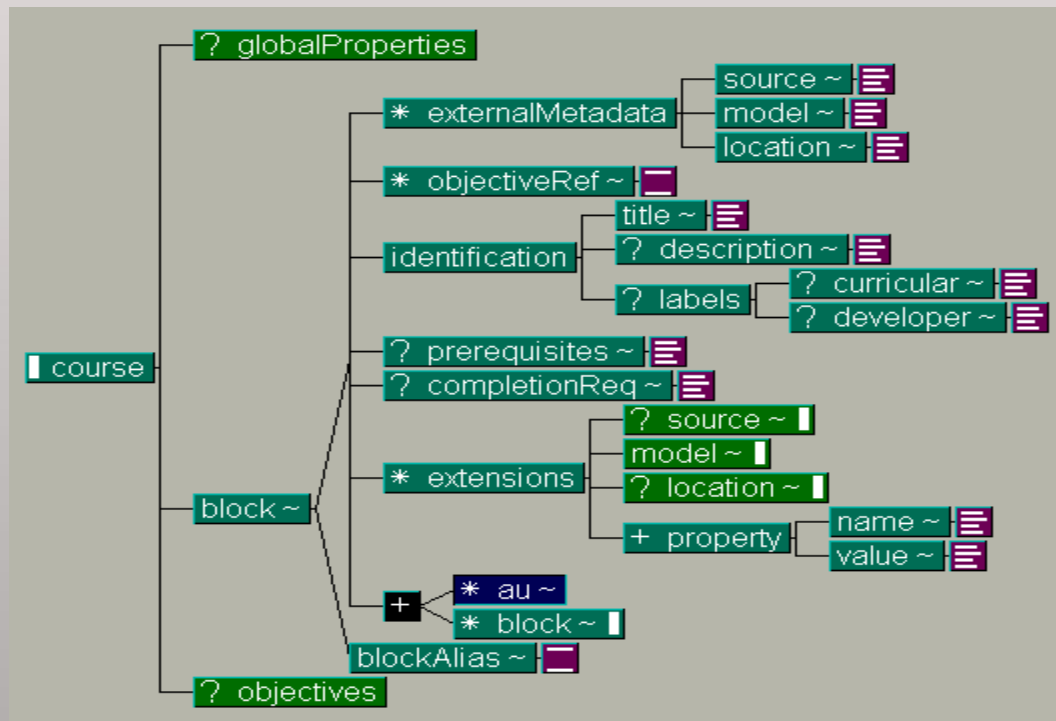 ? globalProperties
source ~
* externalMetadata
model ~
location ~
* objectiveRef ~
title ~
identification
? description ~
? labels
? curricular ~
? developer ~
? prerequisites ~
course
? completionReq ~
? source ~
model ~
* extensions
? location ~
block ~
+ property
name ~
value ~
+
* au ~
* block ~
blockAlias ~
? objectives